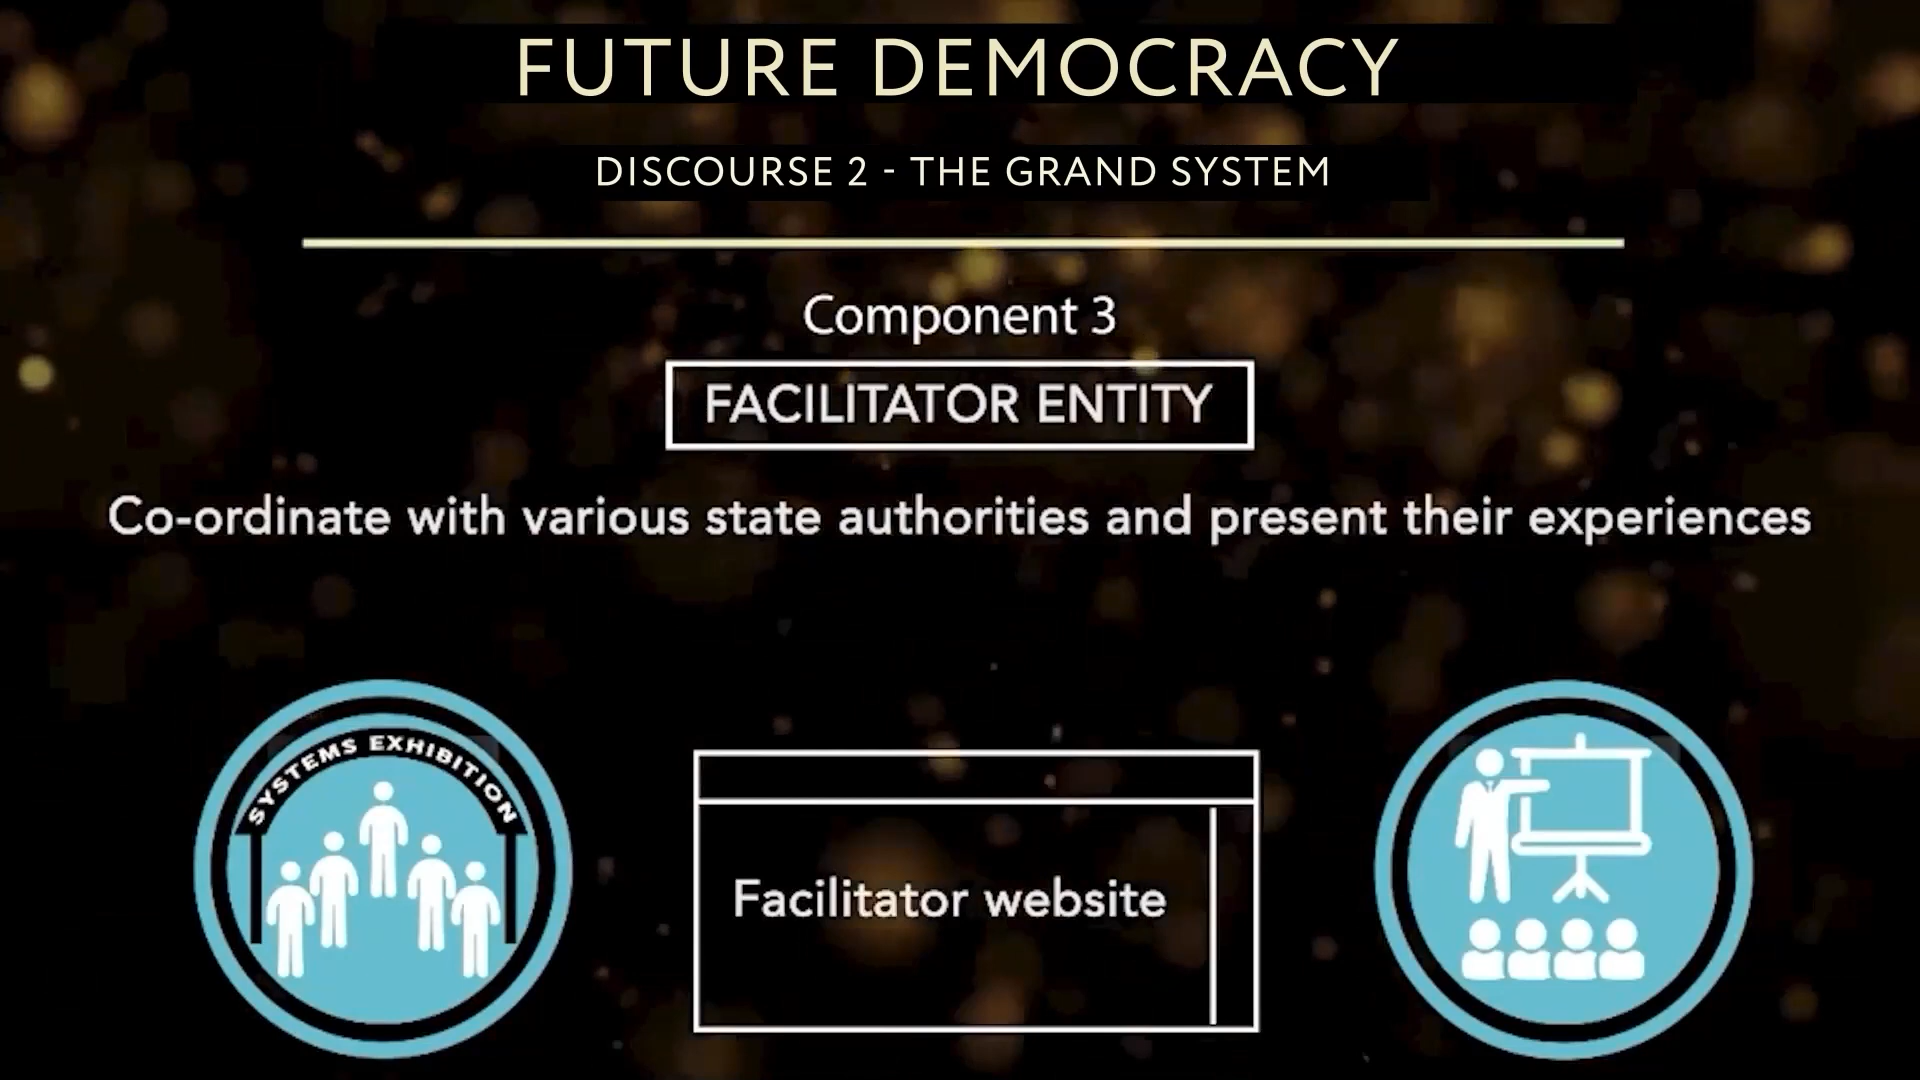 FUTURE DEMOCRACY
DISCOURSE 2 - THE GRAND SYSTEM
Component 3
FACILITATOR ENTITY
Co-ordinate with various state authorities and present their experiences
SYSTEMS EXHIBITION
Facilitator website